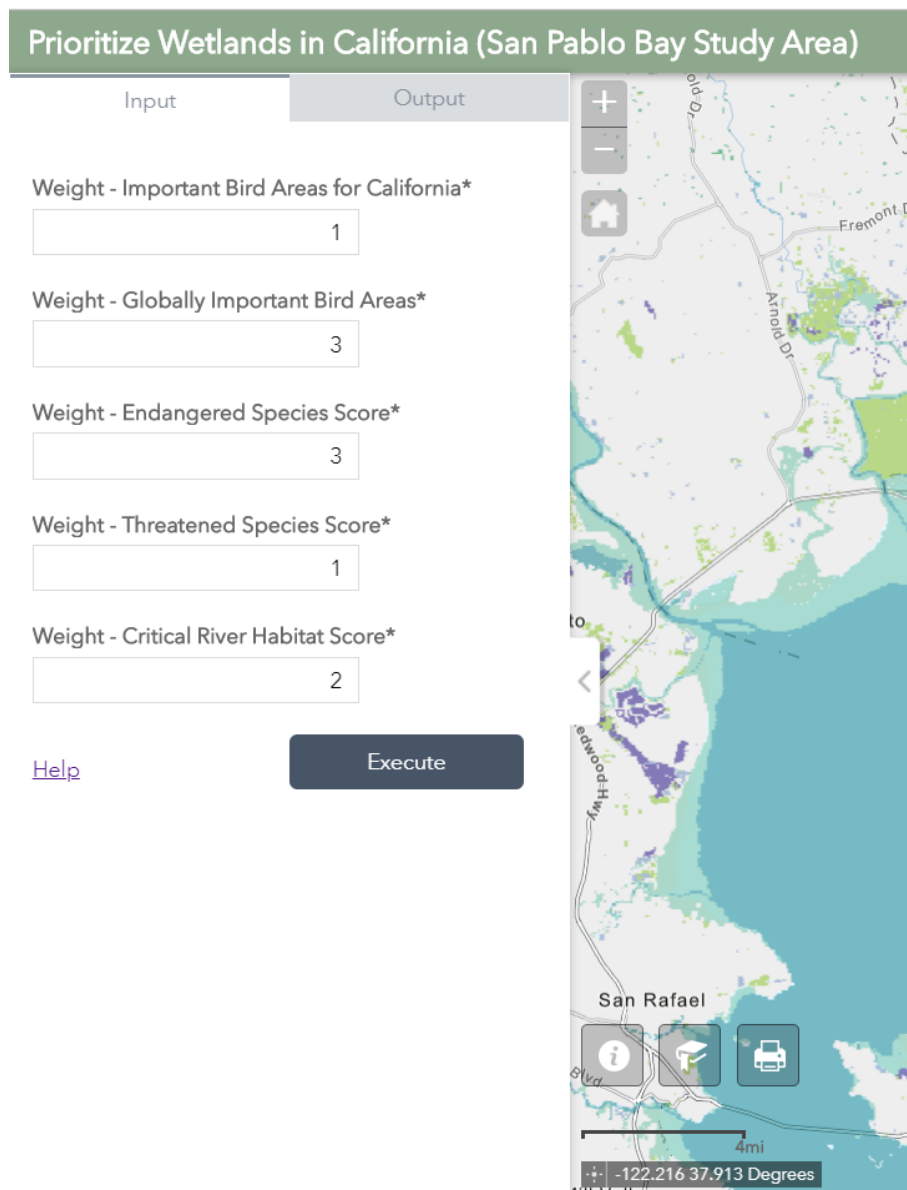 Prioritize Wetlands in California (San Pablo Bay Study Area)
Input
Output
Weight - Important Bird Areas for California*
1
Weight - Globally Important Bird Areas*
3
Weight - Endangered Species Score*
3
Weight - Threatened Species Score*
1
Weight - Critical River Habitat Score*
2
Help
Execute
+
−
old Dr
Fremont D
Arnold Dr
to
edwood Hwy
San Rafael
Blvd
4mi
-122.216 37.913 Degrees